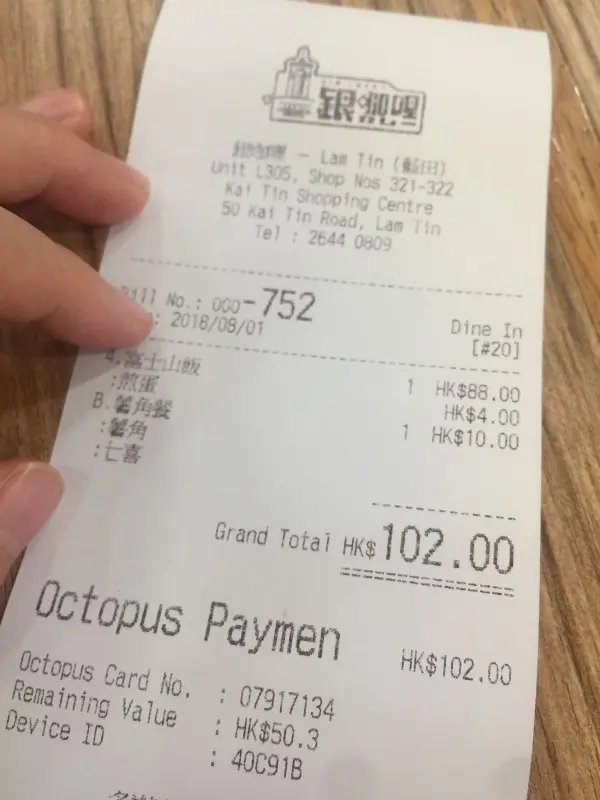 銀咖喱
銀咖喱 - Lam Tin (藍田)
Unit L305, Shop Nos 321-322
Kai Tin Shopping Centre
50 Kai Tin Road, Lam Tin
Tel : 2644 0809
Bill No.: 000-752 Dine In
: 2018/09/01 [#20]
A.富士山飯 1 HK$88.00
:煎蛋 HK$4.00
B.薯角餐 1 HK$10.00
:薯角
:七喜
Grand Total HK$102.00
Octopus Paymen HK$102.00
Octopus Card No. : 07917134
Remaining Value : HK$50.3
Device ID : 40C91B